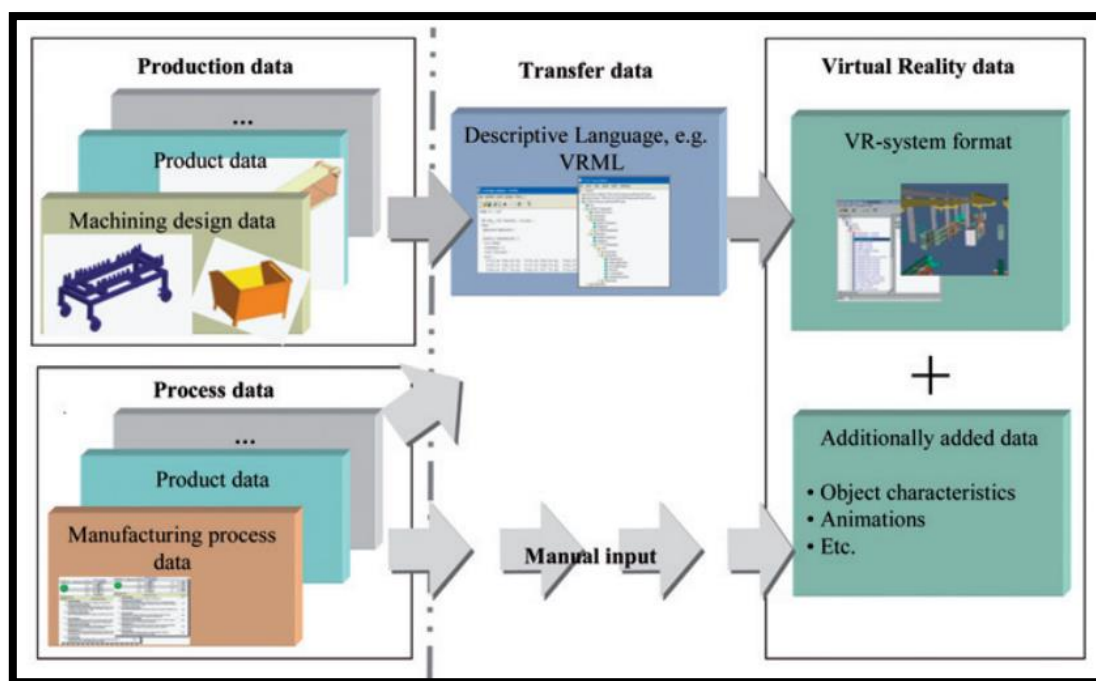 Production data
...
Product data
Machining design data
Transfer data
Descriptive Language, e.g.
VRML
Virtual Reality data
VR-system format
+
Process data
...
Product data
Manufacturing process
data
Manual input
Additionally added data
• Object characteristics
• Animations
• Etc.